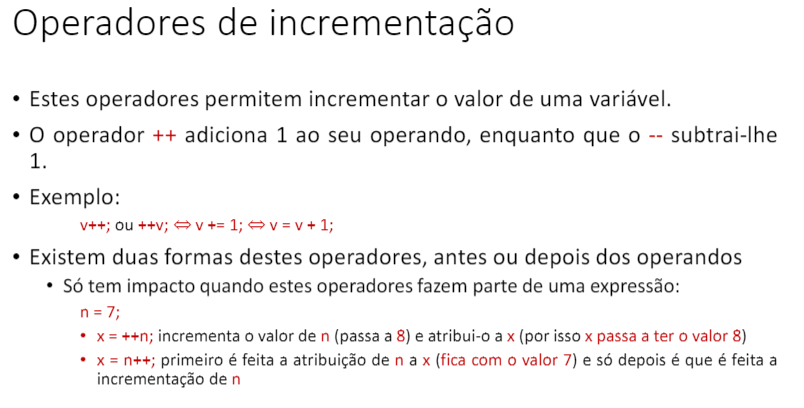 Operadores de incrementação
• Estes operadores permitem incrementar o valor de uma variável.
• O operador ++ adiciona 1 ao seu operando, enquanto que o -- subtrai-lhe
1.
• Exemplo:
v++; ou ++v; ⇔ v += 1; ⇔ v = v + 1;
• Existem duas formas destes operadores, antes ou depois dos operandos
• Só tem impacto quando estes operadores fazem parte de uma expressão:
n = 7;
• x = ++n; incrementa o valor de n (passa a 8) e atribui-o a x (por isso x passa a ter o valor 8)
• x = n++; primeiro é feita a atribuição de n a x (fica com o valor 7) e só depois é que é feita a
incrementação de n